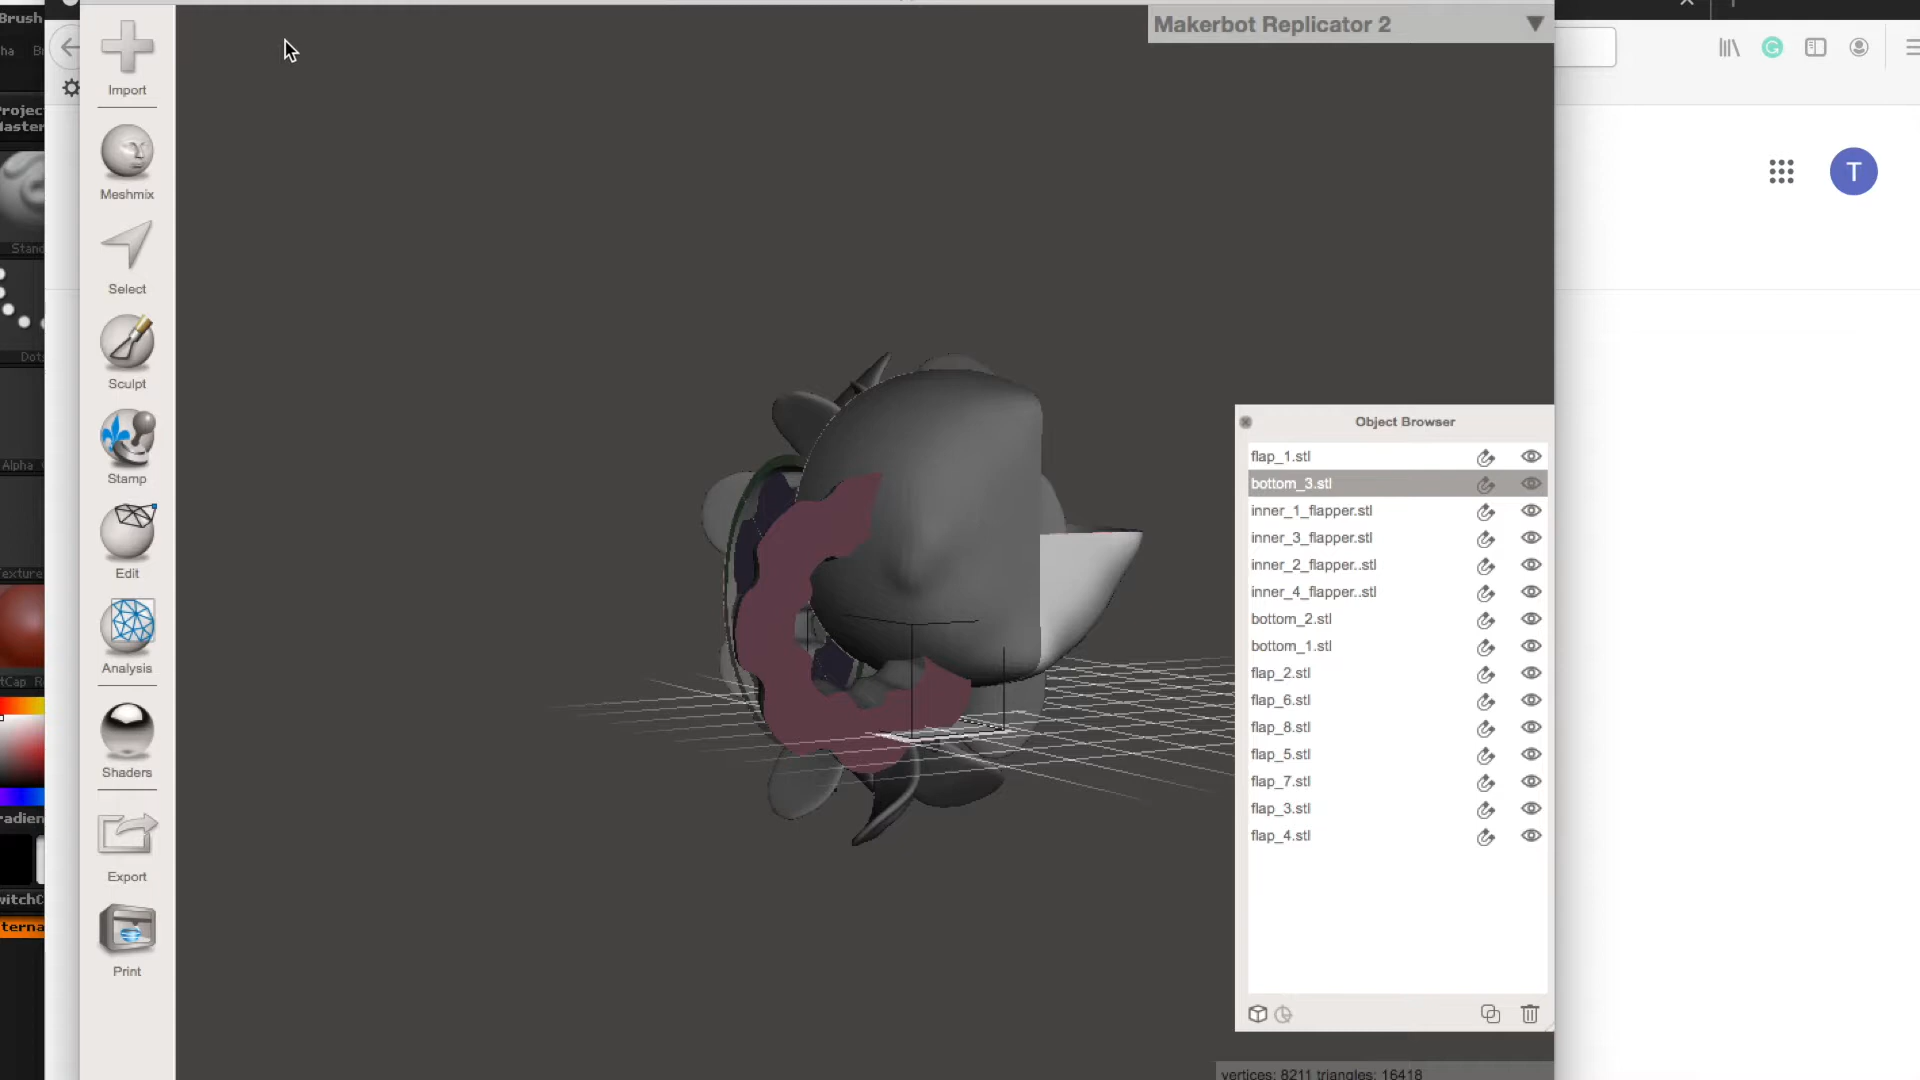 Brush
Makerbot Replicator 2
Import
Meshmix
Select
Sculpt
Stamp
Edit
Analysis
Shaders
Export
Print
T
Dots
Alpha
Object Browser
flap_1.stl
bottom_3.stl
inner_1_flapper.stl
inner_3_flapper.stl
inner_2_flapper..stl
inner_4_flapper..stl
bottom_2.stl
bottom_1.stl
flap_2.stl
flap_6.stl
flap_8.stl
flap_5.stl
flap_7.stl
flap_3.stl
flap_4.stl
vertices: 8211 triangles: 16418